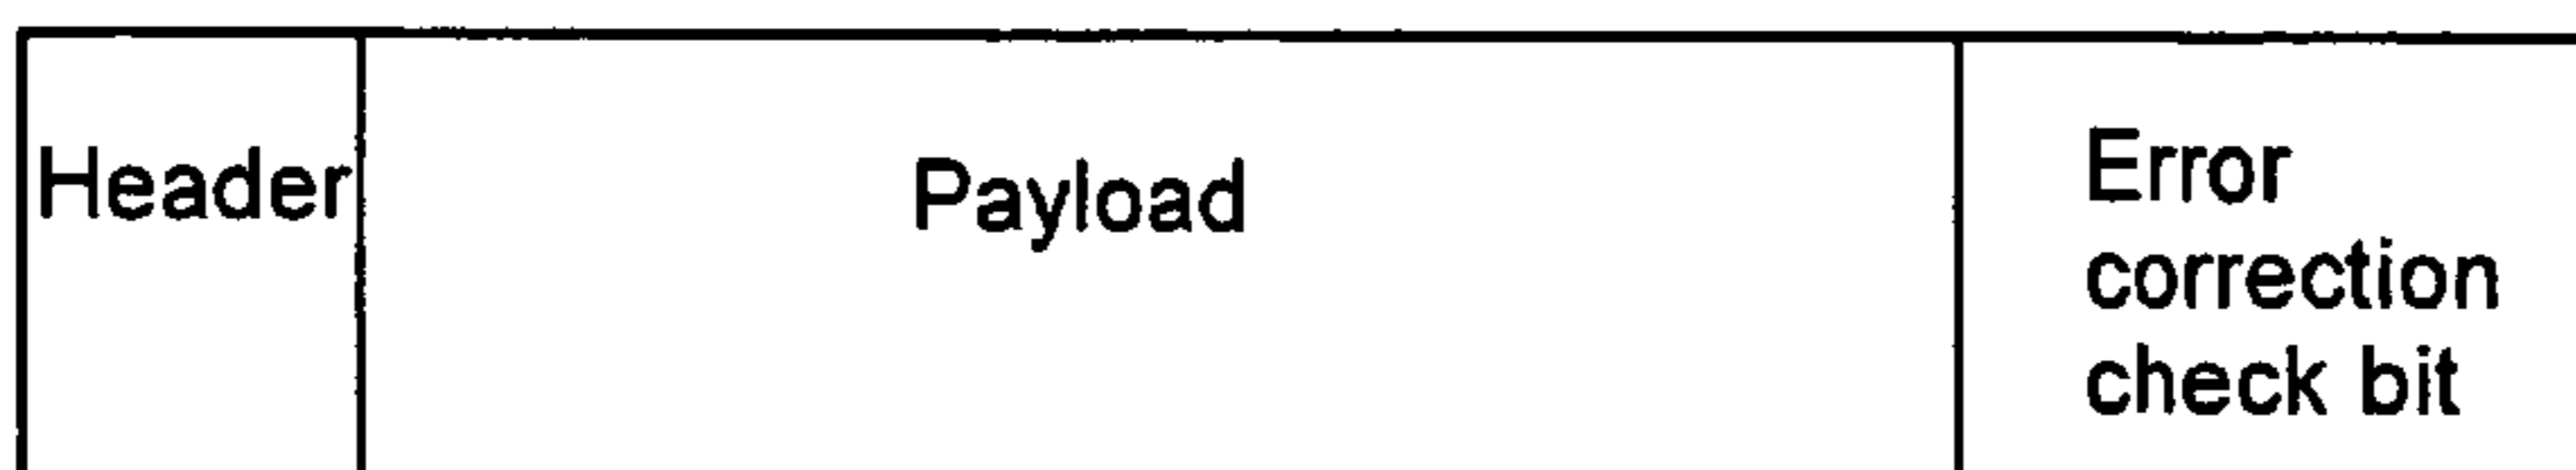 Header
Payload
Error
correction
check bit